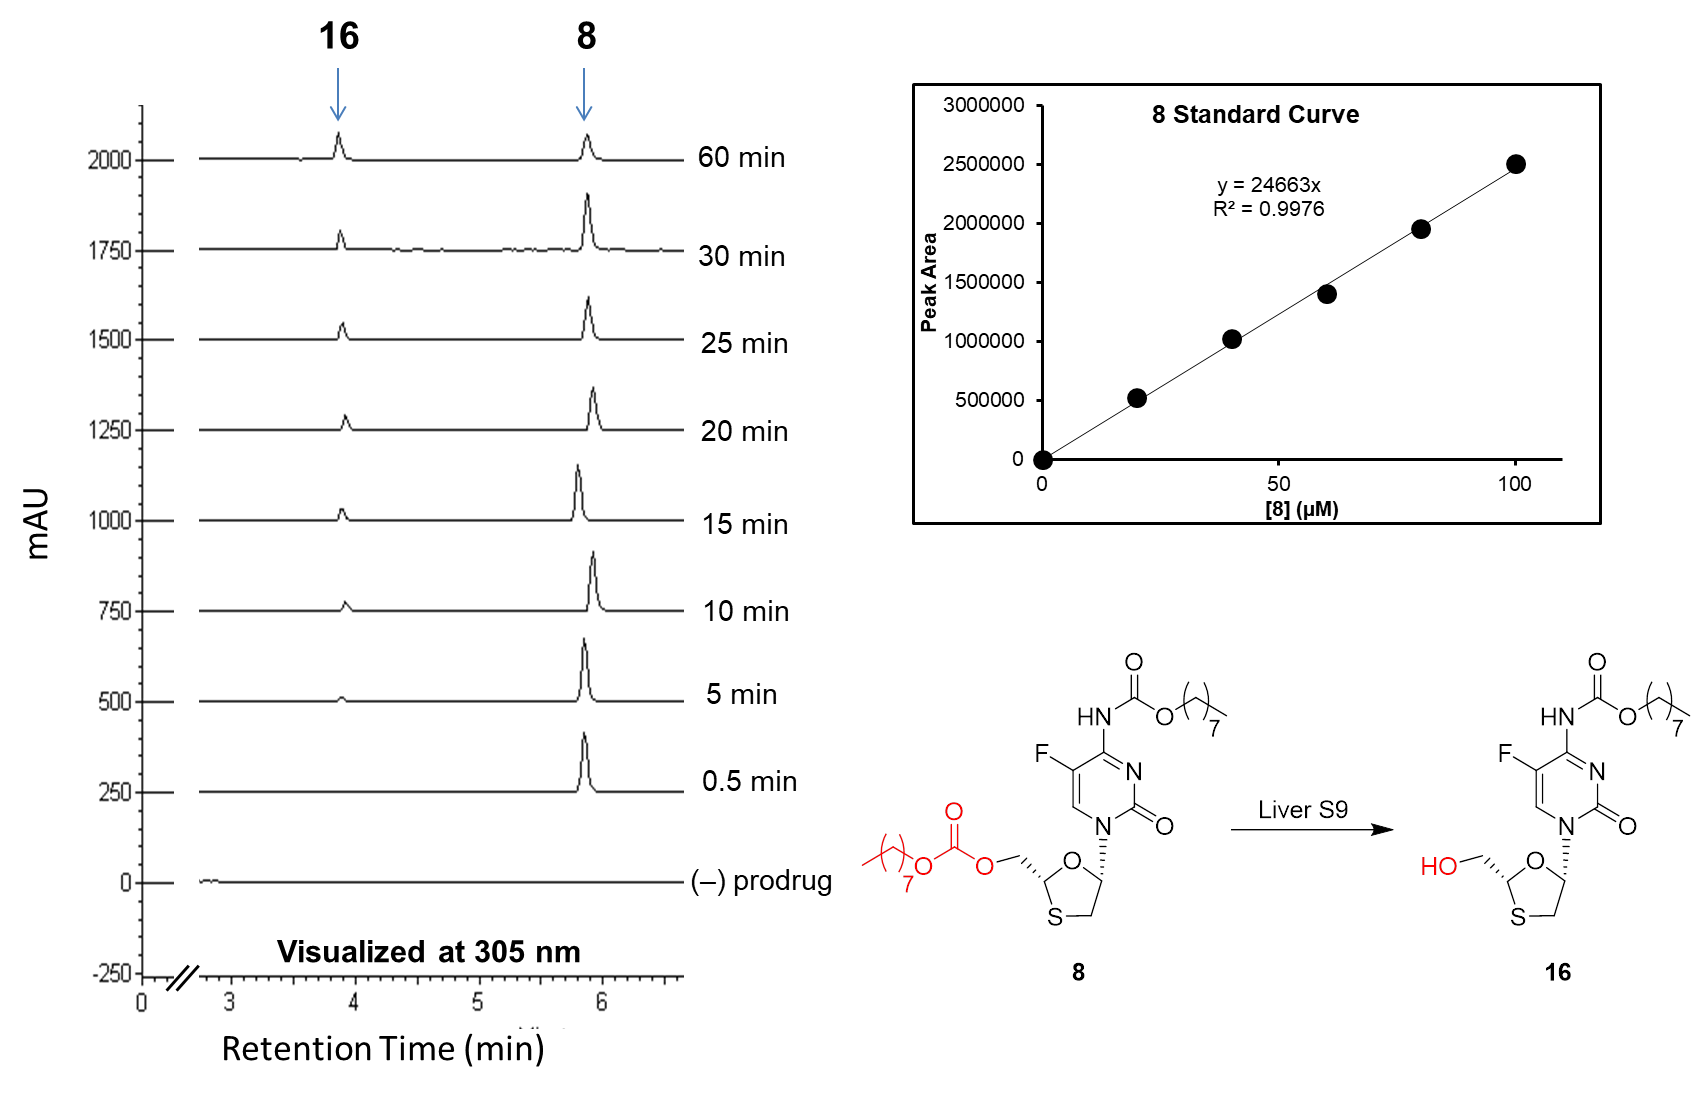 16
8
2000
1750
1500
1250
1000
750
500
250
0
-250
60 min
30 min
25 min
20 min
15 min
10 min
5 min
0.5 min
(–) prodrug
mAU
Visualized at 305 nm
0
3
4
5
6
Retention Time (min)
8 Standard Curve
y = 24663x
R² = 0.9976
3000000
2500000
2000000
1500000
1000000
500000
0
Peak Area
0
50
100
[8] (µM)
O
HN
O
7
F
N
N
O
O
O
O
7
O
S
8
Liver S9
O
HN
O
7
F
N
N
O
HO
O
S
16